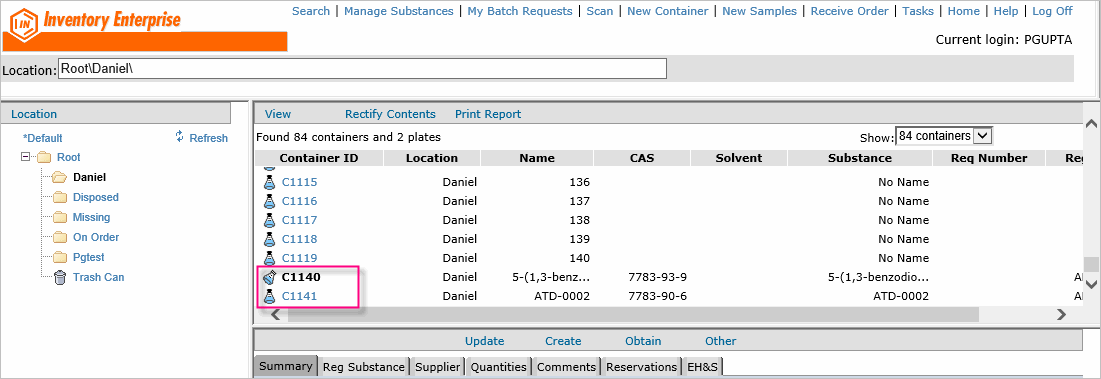 Inventory Enterprise
Search | Manage Substances | My Batch Requests | Scan | New Container | New Samples | Receive Order | Tasks | Home | Help | Log Off
Current login: PGUPTA
Location: Root\Daniel\
Location
*Default Refresh
Root
Daniel
Disposed
Missing
On Order
Pgtest
Trash Can
View Rectify Contents Print Report
Found 84 containers and 2 plates Show: 84 containers
Container ID Location Name CAS Solvent Substance Req Number Reg
C1115 Daniel 136 No Name
C1116 Daniel 137 No Name
C1117 Daniel 138 No Name
C1118 Daniel 139 No Name
C1119 Daniel 140 No Name
C1140 Daniel 5-(1,3-benz... 7783-93-9 5-(1,3-benzodio...
C1141 Daniel ATD-0002 7783-90-6 ATD-0002
Update Create Obtain Other
Summary Reg Substance Supplier Quantities Comments Reservations EH&S